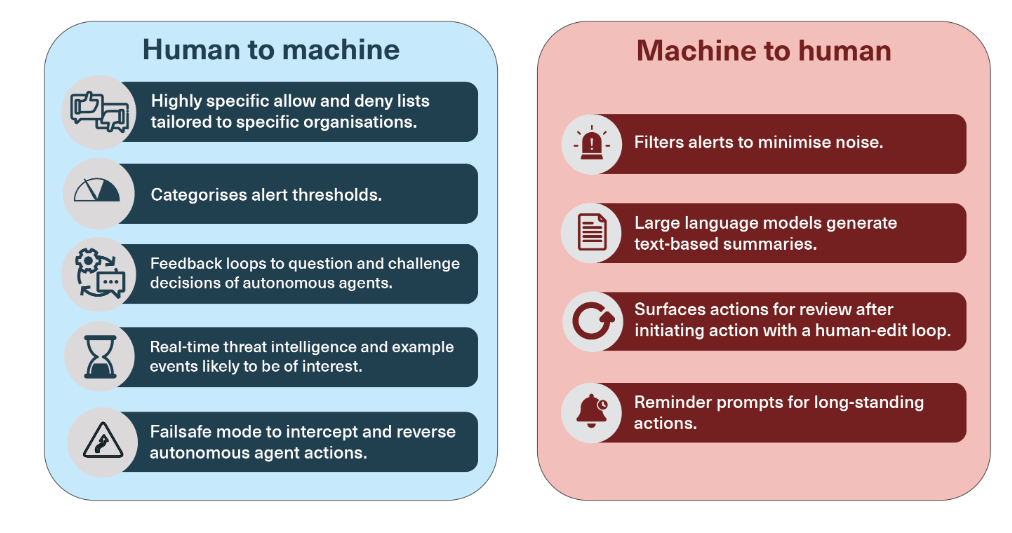 Human to machine
Highly specific allow and deny lists
tailored to specific organisations.
Categorises alert thresholds.
Feedback loops to question and challenge
decisions of autonomous agents.
Real-time threat intelligence and example
events likely to be of interest.
Failsafe mode to intercept and reverse
autonomous agent actions.
Machine to human
Filters alerts to minimise noise.
Large language models generate
text-based summaries.
Surfaces actions for review after
initiating action with a human-edit loop.
Reminder prompts for long-standing
actions.